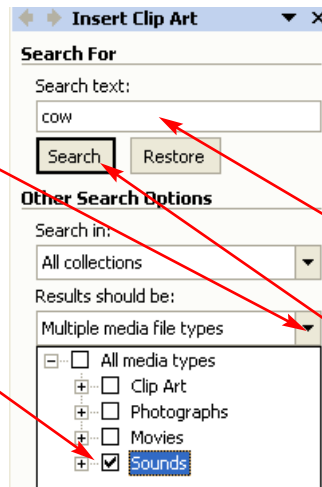 Insert Clip Art
Search For
Search text:
cow
Search Restore
Other Search Options
Search in:
All collections
Results should be:
Multiple media file types
All media types
Clip Art
Photographs
Movies
Sounds